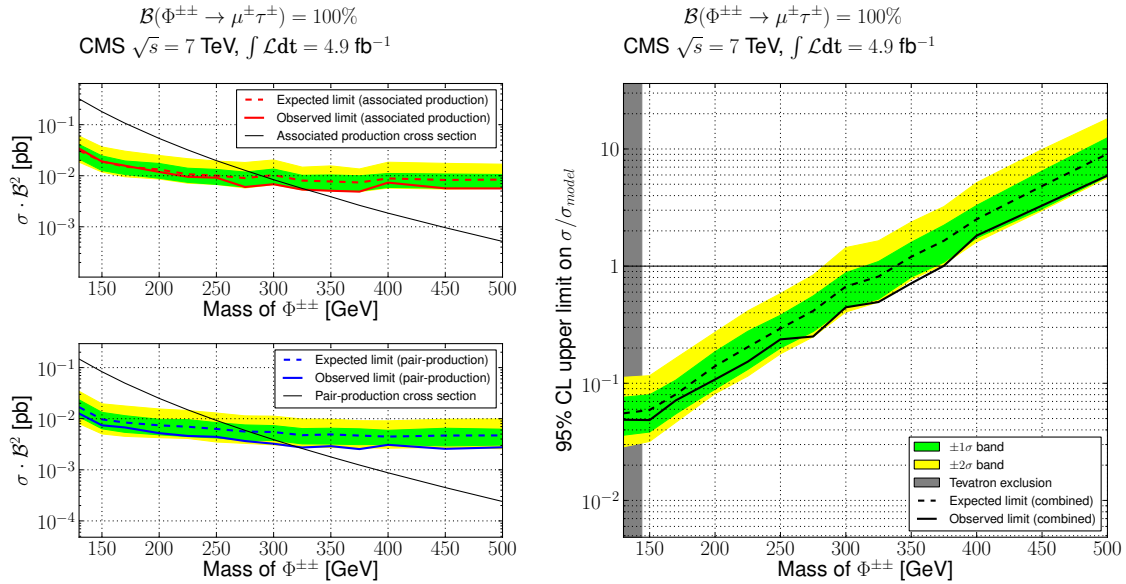 B(Φ±± → μ±τ±) = 100%
CMS √s = 7 TeV, ∫ Ldt = 4.9 fb⁻¹
σ · B² [pb]
10⁻¹
10⁻²
10⁻³
Expected limit (associated production)
Observed limit (associated production)
Associated production cross section
150 200 250 300 350 400 450 500
Mass of Φ±± [GeV]
σ · B² [pb]
10⁻¹
10⁻²
10⁻³
10⁻⁴
Expected limit (pair-production)
Observed limit (pair-production)
Pair-production cross section
150 200 250 300 350 400 450 500
Mass of Φ±± [GeV]
B(Φ±± → μ±τ±) = 100%
CMS √s = 7 TeV, ∫ Ldt = 4.9 fb⁻¹
95% CL upper limit on σ/σ_model
10
1
10⁻¹
10⁻²
±1σ band
±2σ band
Tevatron exclusion
Expected limit (combined)
Observed limit (combined)
150 200 250 300 350 400 450 500
Mass of Φ±± [GeV]